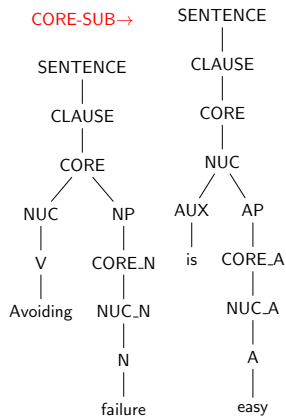 CORE-SUB→ SENTENCE
SENTENCE CLAUSE
CLAUSE CORE
CORE NUC
NUC NP AUX AP
V CORE_N is CORE_A
Avoiding NUC_N NUC_A
N A
failure easy